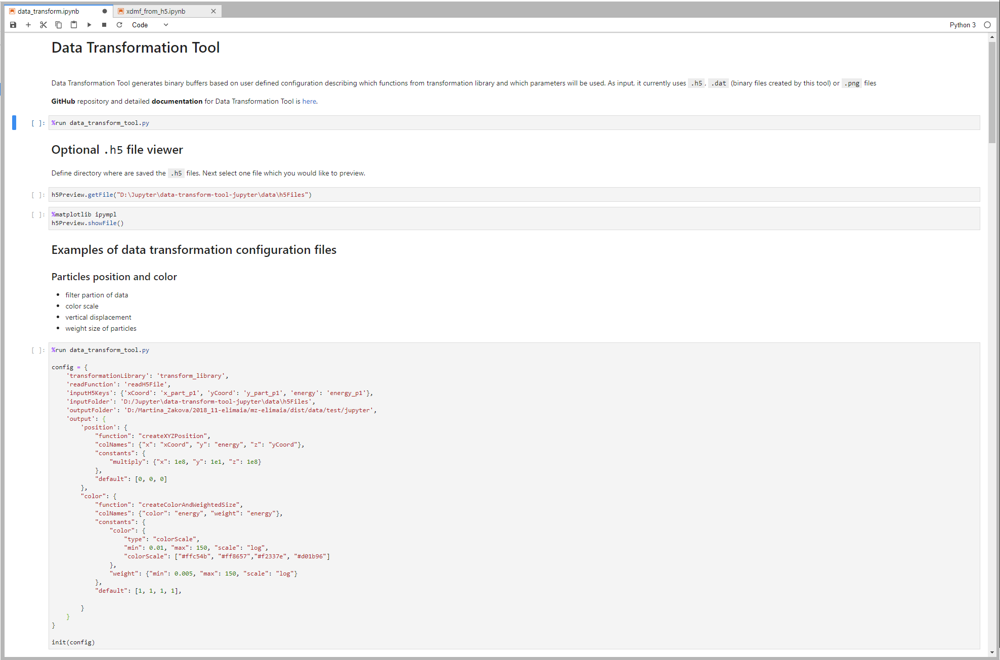 data_transform.ipynb
xdmf_from_h5.ipynb
Code
Python 3
Data Transformation Tool
Data Transformation Tool generates binary buffers based on user defined configuration describing which functions from transformation library and which parameters will be used. As input, it currently uses .h5, .dat (binary files created by this tool) or .png files
GitHub repository and detailed documentation for Data Transformation Tool is here.
[ ]: %run data_transform_tool.py
Optional .h5 file viewer
Define directory where are saved the .h5 files. Next select one file which you would like to preview.
[ ]: h5Preview.getFile("D:\Jupyter\data-transform-tool-jupyter\data\h5Files")
[ ]: %matplotlib ipympl
h5Preview.showFile()
Examples of data transformation configuration files
Particles position and color
• filter partion of data
• color scale
• vertical displacement
• weight size of particles
[ ]: %run data_transform_tool.py
config = {
    'transformationLibrary': 'transform_library',
    'readFunction': 'readH5File',
    'inputH5Keys': {'xCoord': 'x_part_p1', 'yCoord': 'y_part_p1', 'energy': 'energy_p1'},
    'inputFolder': 'D:/Jupyter\data-transform-tool-jupyter\data\h5Files',
    'outputFolder': 'D:/Martina_Zakova/2018_11-elimaia/mz-elimaia/dist/data/test/jupyter',
    'output': {
        'position': {
            "function": "createXYZPosition",
            "colNames": {"x": "xCoord", "y": "energy", "z": "yCoord"},
            "constants": {
                "multiply": {"x": 1e8, "y": 1e1, "z": 1e8}
            },
            "default": [0, 0, 0]
        },
        "color": {
            "function": "createColorAndWeightedSize",
            "colNames": {"color": "energy", "weight": "energy"},
            "constants": {
                "color": {
                    "type": "colorScale",
                    "min": 0.01, "max": 150, "scale": "log",
                    "colorScale": ["#ffc54b", "#ff8657","#f2337e", "#d01b96"]
                },
                "weight": {"min": 0.005, "max": 150, "scale": "log"}
            },
            "default": [1, 1, 1, 1],
        }
    }
}
init(config)